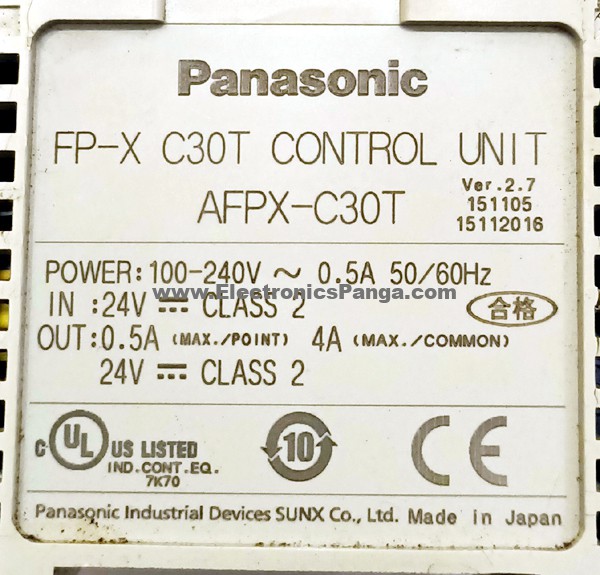 Panasonic
FP-X C30T CONTROL UNIT
AFPX-C30T
Ver.2.7
151105
15112016
POWER:100-240V ～ 0.5A 50/60Hz
www.ElectronicsPanga.com
IN :24V ⎓ CLASS 2
合格
OUT:0.5A (MAX./POINT) 4A (MAX./COMMON)
24V ⎓ CLASS 2
C UL US LISTED
IND.CONT.EQ.
7K70
10
CE
Panasonic Industrial Devices SUNX Co., Ltd. Made in Japan